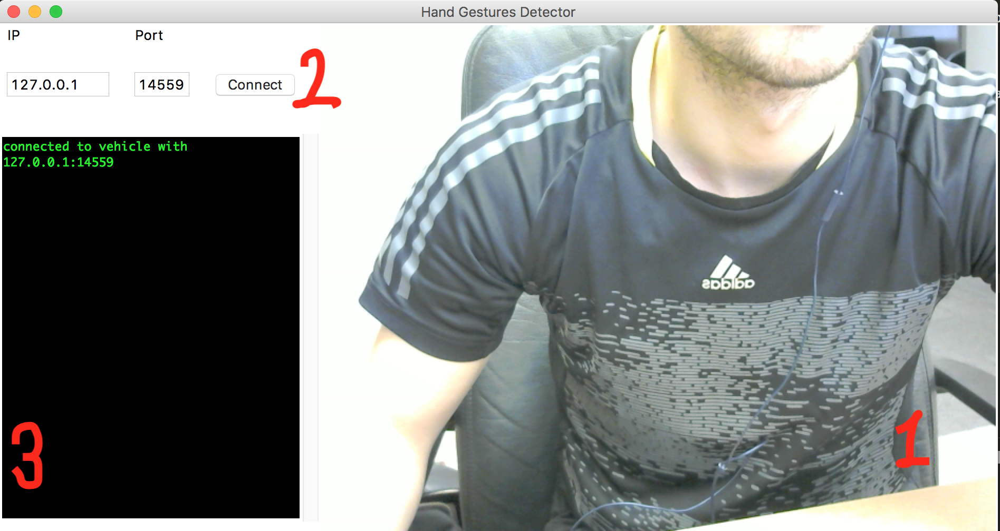 Hand Gestures Detector
IP Port
127.0.0.1 14559 Connect
2
connected to vehicle with
127.0.0.1:14559
adidas
1
3